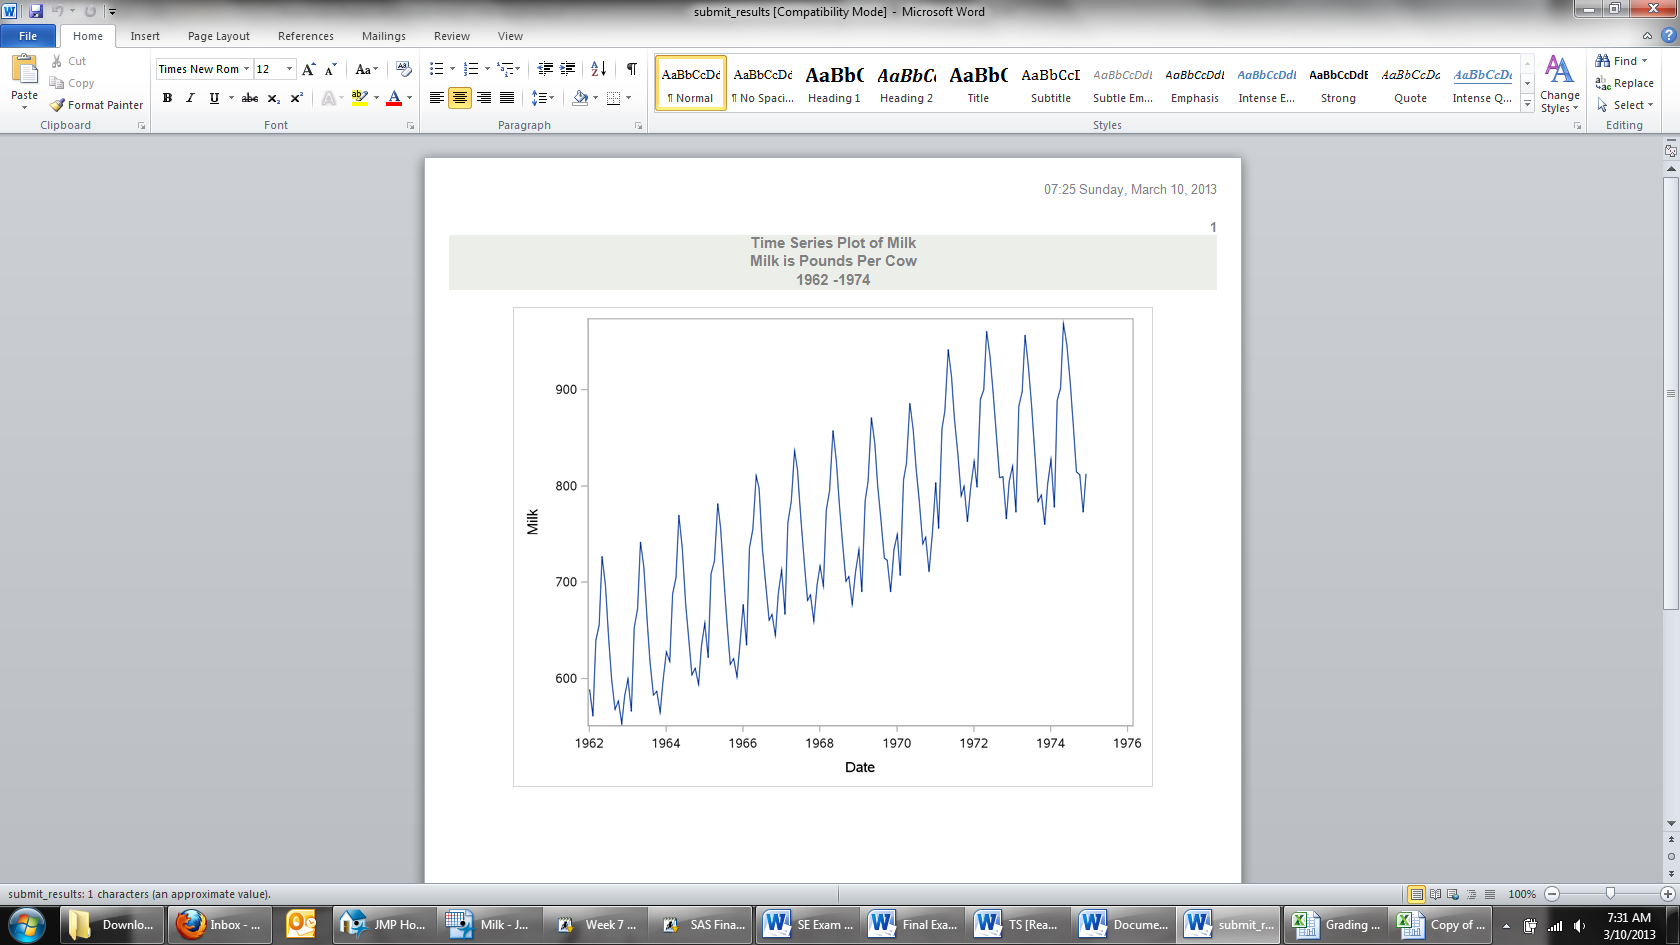 submit_results [Compatibility Mode] - Microsoft Word
File Home Insert Page Layout References Mailings Review View
Paste
Cut
Copy
Format Painter
Clipboard
Times New Rom 12
Font
Paragraph
AaBbCcDc AaBbCcDc AaBbC AaBbCc AaBbC AaBbCcI AaBbCcDdI AaBbCcDdI AaBbCcDdI AaBbCcDdE AaBbCcDc AaBbCcDc
¶ Normal ¶ No Spaci... Heading 1 Heading 2 Title Subtitle Subtle Em... Emphasis Intense E... Strong Quote Intense Q...
Styles
Change Styles
Find
Replace
Select
Editing
07:25 Sunday, March 10, 2013
1
Time Series Plot of Milk
Milk is Pounds Per Cow
1962 -1974
900
800
700
600
Milk
1962 1964 1966 1968 1970 1972 1974 1976
Date
submit_results: 1 characters (an approximate value).
100%
Downlo... Inbox - ... JMP Ho... Milk - J... Week 7 ... SAS Fina... SE Exam ... Final Exa... TS [Rea... Docume... submit_r... Grading ... Copy of ...
7:31 AM
3/10/2013